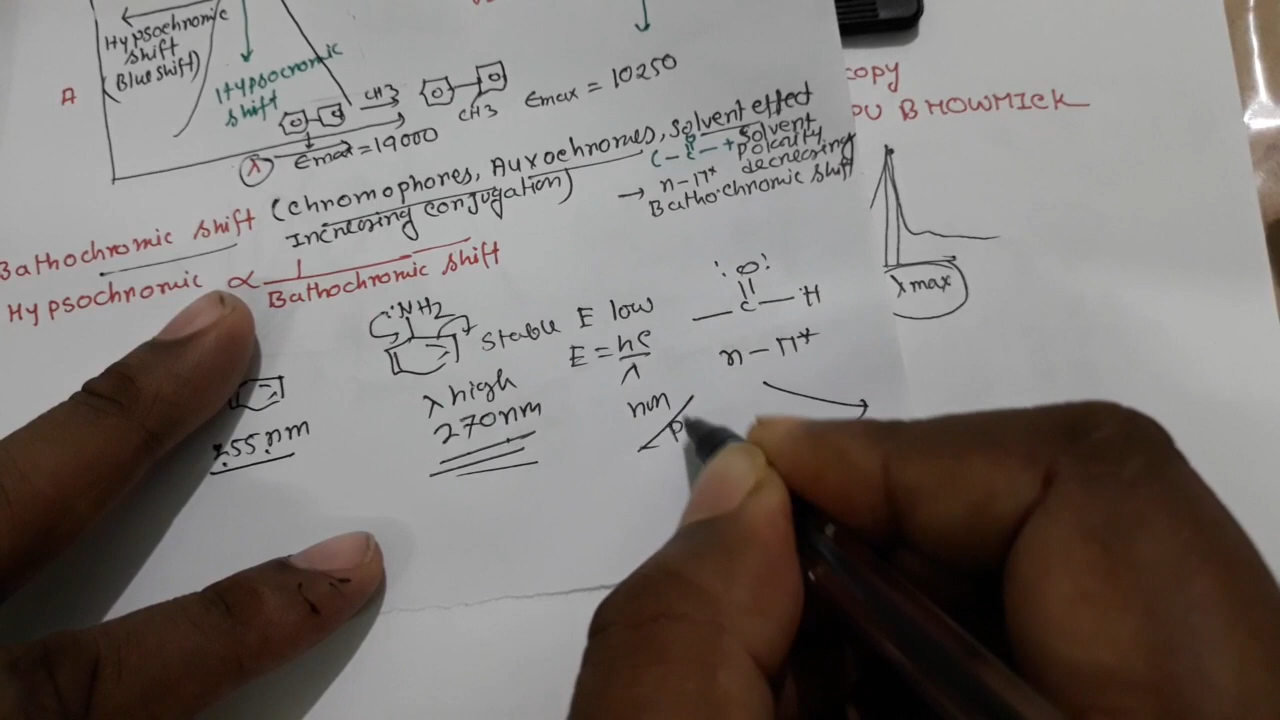 Hypsochromic
shift
(Blue shift)
Hypsocromic
shift
A
CH3
CH3
Emax = 10250
λ
Emax = 19000
copy
BHOWMICK
Bathochromic shift (Chromophores, Auxochromes, Solvent effect
Increasing conjugation)
C-C-+ Solvent
polarity
decreasing
→ n-π*
Bathochromic shift
Hypsochromic ∝ 1
Bathochromic shift
λmax
:NH2
Stable E low
E = hc
λ
:O:
C-H
n-π*
λ high
270nm
255nm
non
P